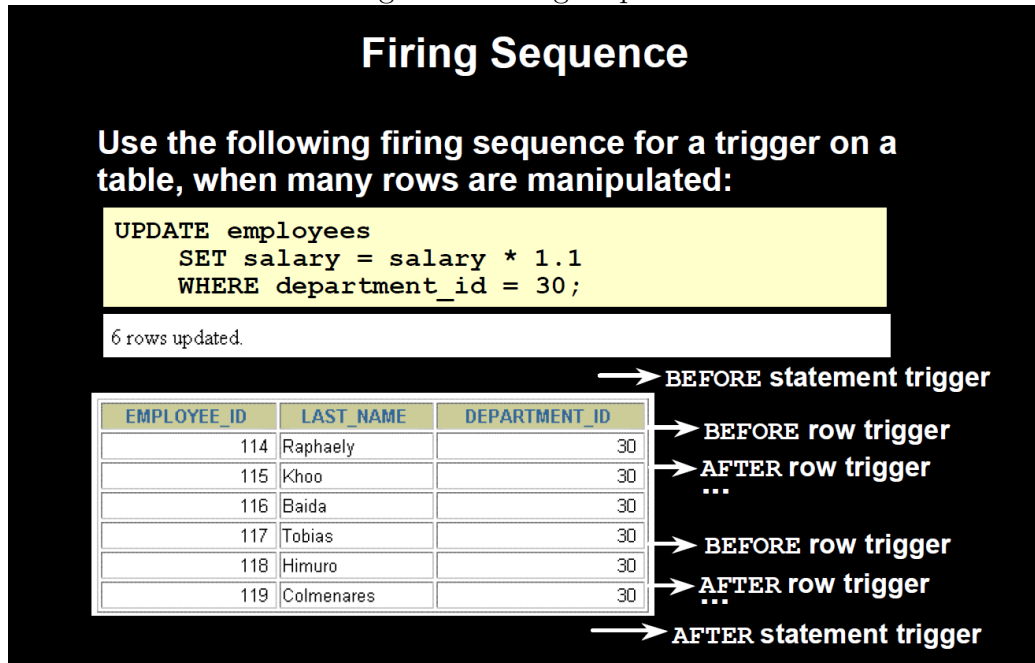 Firing Sequence
Use the following firing sequence for a trigger on a
table, when many rows are manipulated:
UPDATE employees
SET salary = salary * 1.1
WHERE department_id = 30;
6 rows updated.
BEFORE statement trigger
EMPLOYEE_ID LAST_NAME DEPARTMENT_ID
BEFORE row trigger
114 Raphaely 30
AFTER row trigger
...
115 Khoo 30
116 Baida 30
117 Tobias 30
BEFORE row trigger
118 Himuro 30
AFTER row trigger
...
119 Colmenares 30
AFTER statement trigger